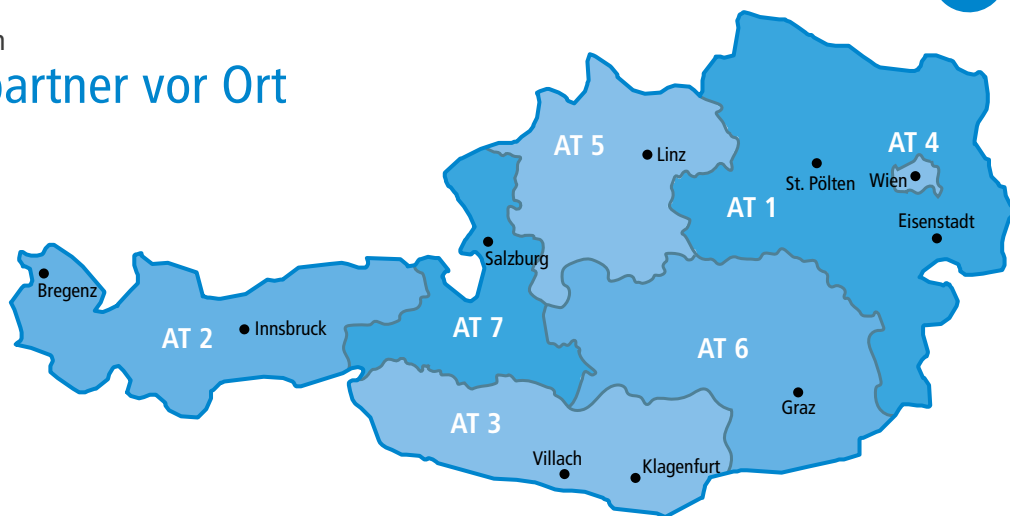 partner vor Ort
AT 5
Linz
AT 4
St. Pölten
Wien
AT 1
Eisenstadt
Salzburg
Bregenz
AT 2
Innsbruck
AT 7
AT 6
Graz
AT 3
Villach
Klagenfurt